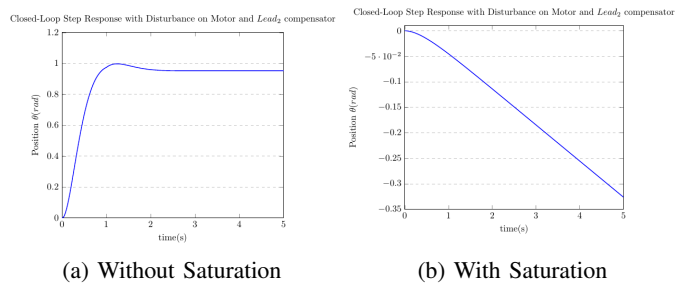 Closed-Loop Step Response with Disturbance on Motor and Lead₂ compensator
1.2
1
0.8
0.6
0.4
0.2
0
Position θ(rad)
0 1 2 3 4 5
time(s)
(a) Without Saturation
Closed-Loop Step Response with Disturbance on Motor and Lead₂ compensator
0
−5 · 10⁻²
−0.1
−0.15
−0.2
−0.25
−0.3
−0.35
Position θ(rad)
0 1 2 3 4 5
time(s)
(b) With Saturation